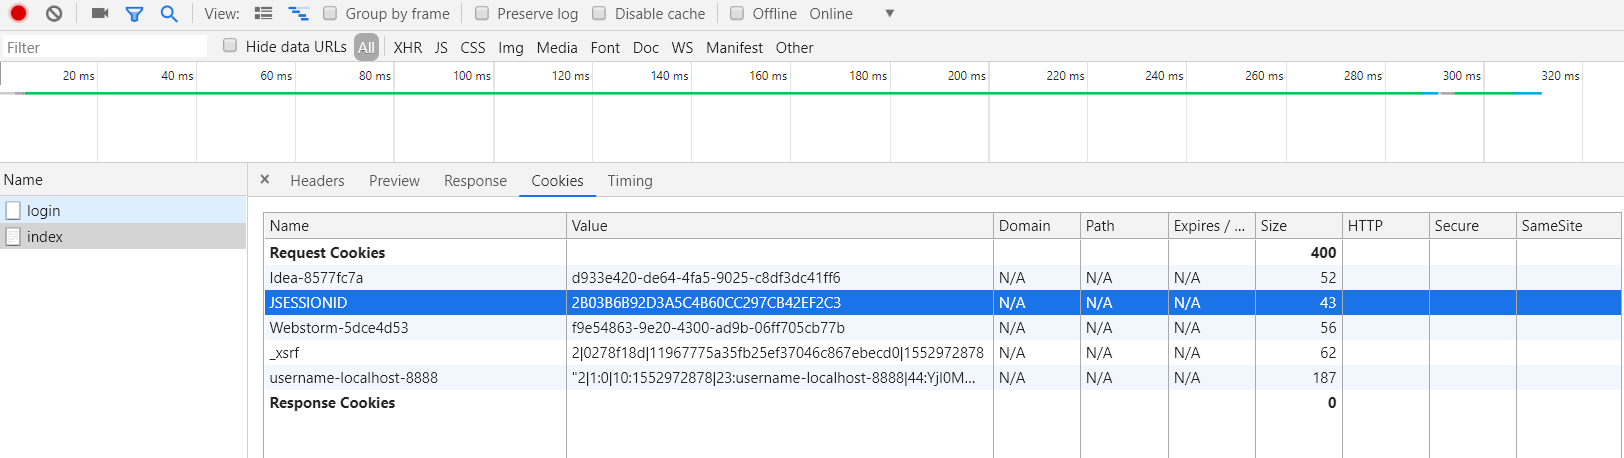 View: Group by frame Preserve log Disable cache Offline Online
Filter Hide data URLs All XHR JS CSS Img Media Font Doc WS Manifest Other
20 ms 40 ms 60 ms 80 ms 100 ms 120 ms 140 ms 160 ms 180 ms 200 ms 220 ms 240 ms 260 ms 280 ms 300 ms 320 ms
Name × Headers Preview Response Cookies Timing
login
index
Name Value Domain Path Expires / ... Size HTTP Secure SameSite
Request Cookies 400
Idea-8577fc7a d933e420-de64-4fa5-9025-c8df3dc41ff6 N/A N/A N/A 52
JSESSIONID 2B03B6B92D3A5C4B60CC297CB42EF2C3 N/A N/A N/A 43
Webstorm-5dce4d53 f9e54863-9e20-4300-ad9b-06ff705cb77b N/A N/A N/A 56
_xsrf 2|0278f18d|11967775a35fb25ef37046c867ebecd0|1552972878 N/A N/A N/A 62
username-localhost-8888 "2|1:0|10:1552972878|23:username-localhost-8888|44:YjI0M... N/A N/A N/A 187
Response Cookies 0